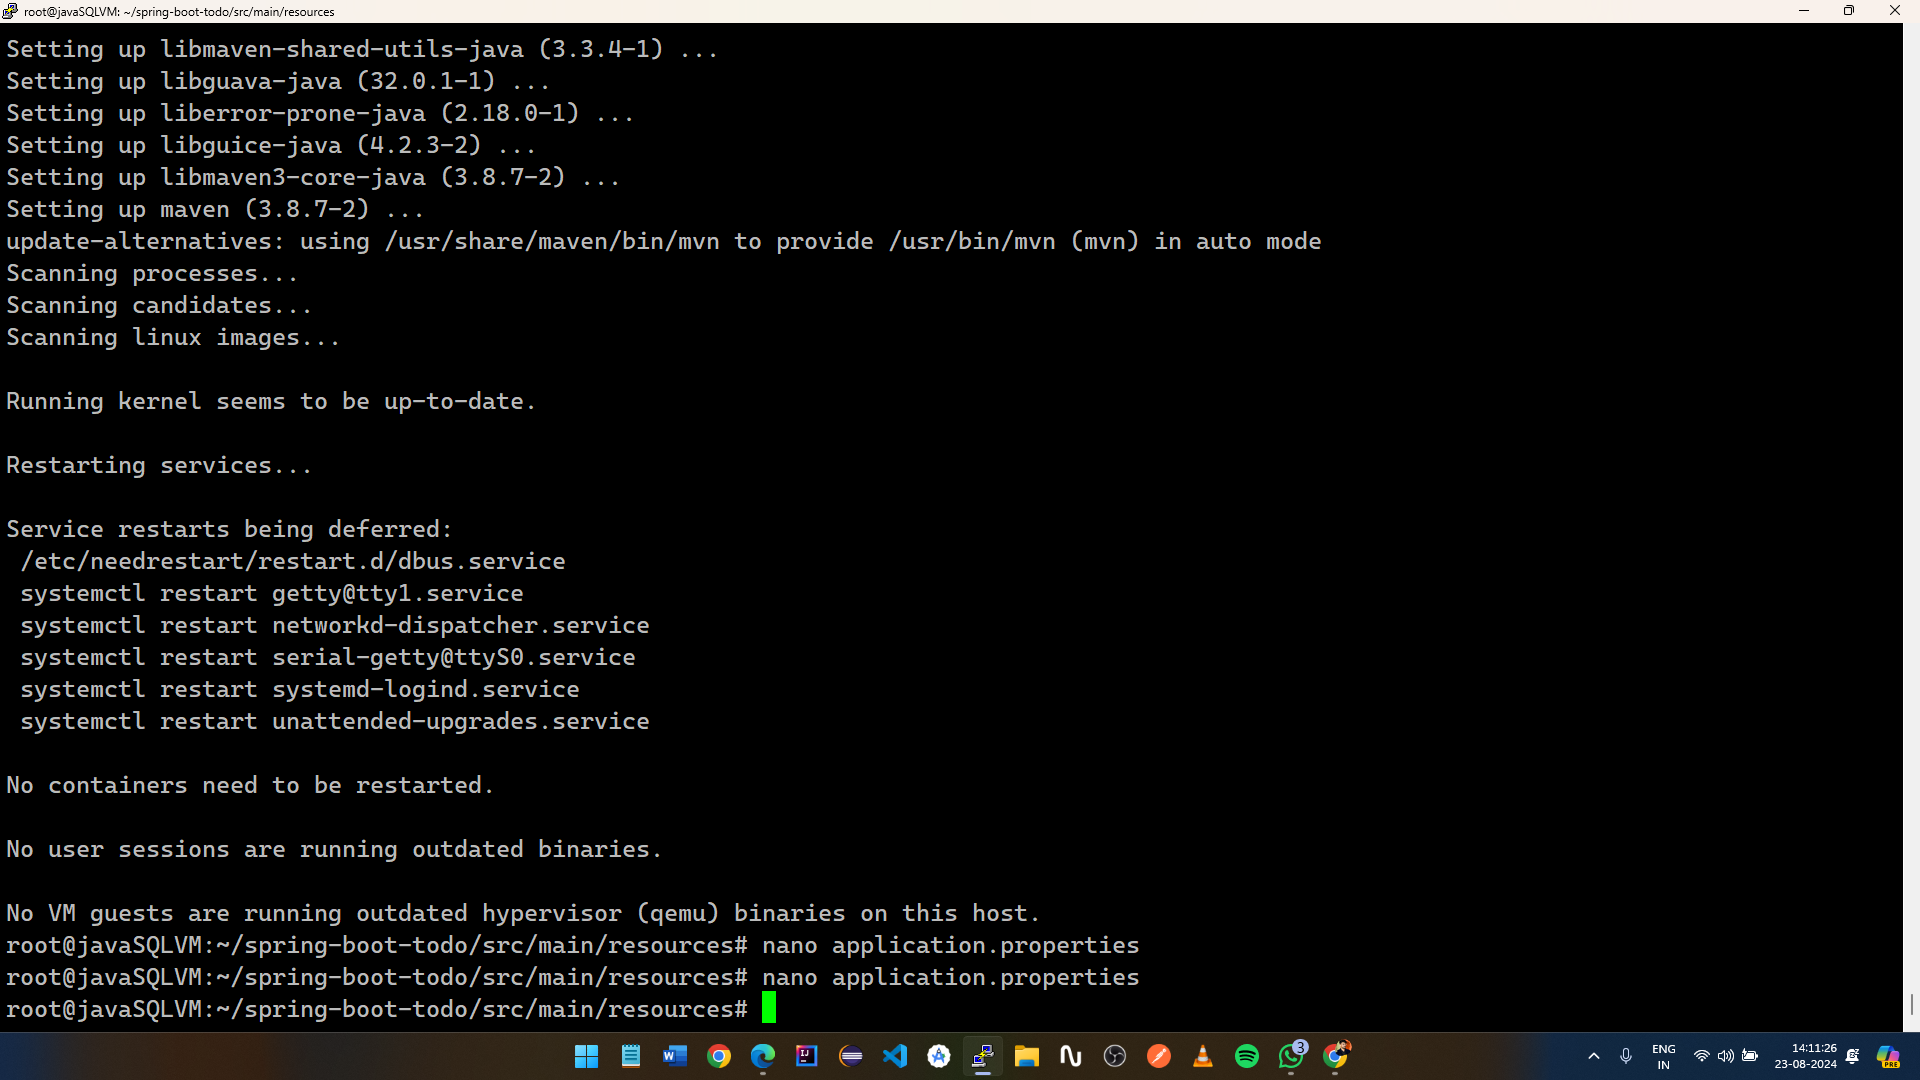 root@javaSQLVM: ~/spring-boot-todo/src/main/resources
Setting up libmaven-shared-utils-java (3.3.4-1) ...
Setting up libguava-java (32.0.1-1) ...
Setting up liberror-prone-java (2.18.0-1) ...
Setting up libguice-java (4.2.3-2) ...
Setting up libmaven3-core-java (3.8.7-2) ...
Setting up maven (3.8.7-2) ...
update-alternatives: using /usr/share/maven/bin/mvn to provide /usr/bin/mvn (mvn) in auto mode
Scanning processes...
Scanning candidates...
Scanning linux images...
Running kernel seems to be up-to-date.
Restarting services...
Service restarts being deferred:
 /etc/needrestart/restart.d/dbus.service
 systemctl restart getty@tty1.service
 systemctl restart networkd-dispatcher.service
 systemctl restart serial-getty@ttyS0.service
 systemctl restart systemd-logind.service
 systemctl restart unattended-upgrades.service
No containers need to be restarted.
No user sessions are running outdated binaries.
No VM guests are running outdated hypervisor (qemu) binaries on this host.
root@javaSQLVM:~/spring-boot-todo/src/main/resources# nano application.properties
root@javaSQLVM:~/spring-boot-todo/src/main/resources# nano application.properties
root@javaSQLVM:~/spring-boot-todo/src/main/resources#
3
ENG
IN
14:11:26
23-08-2024
PRE